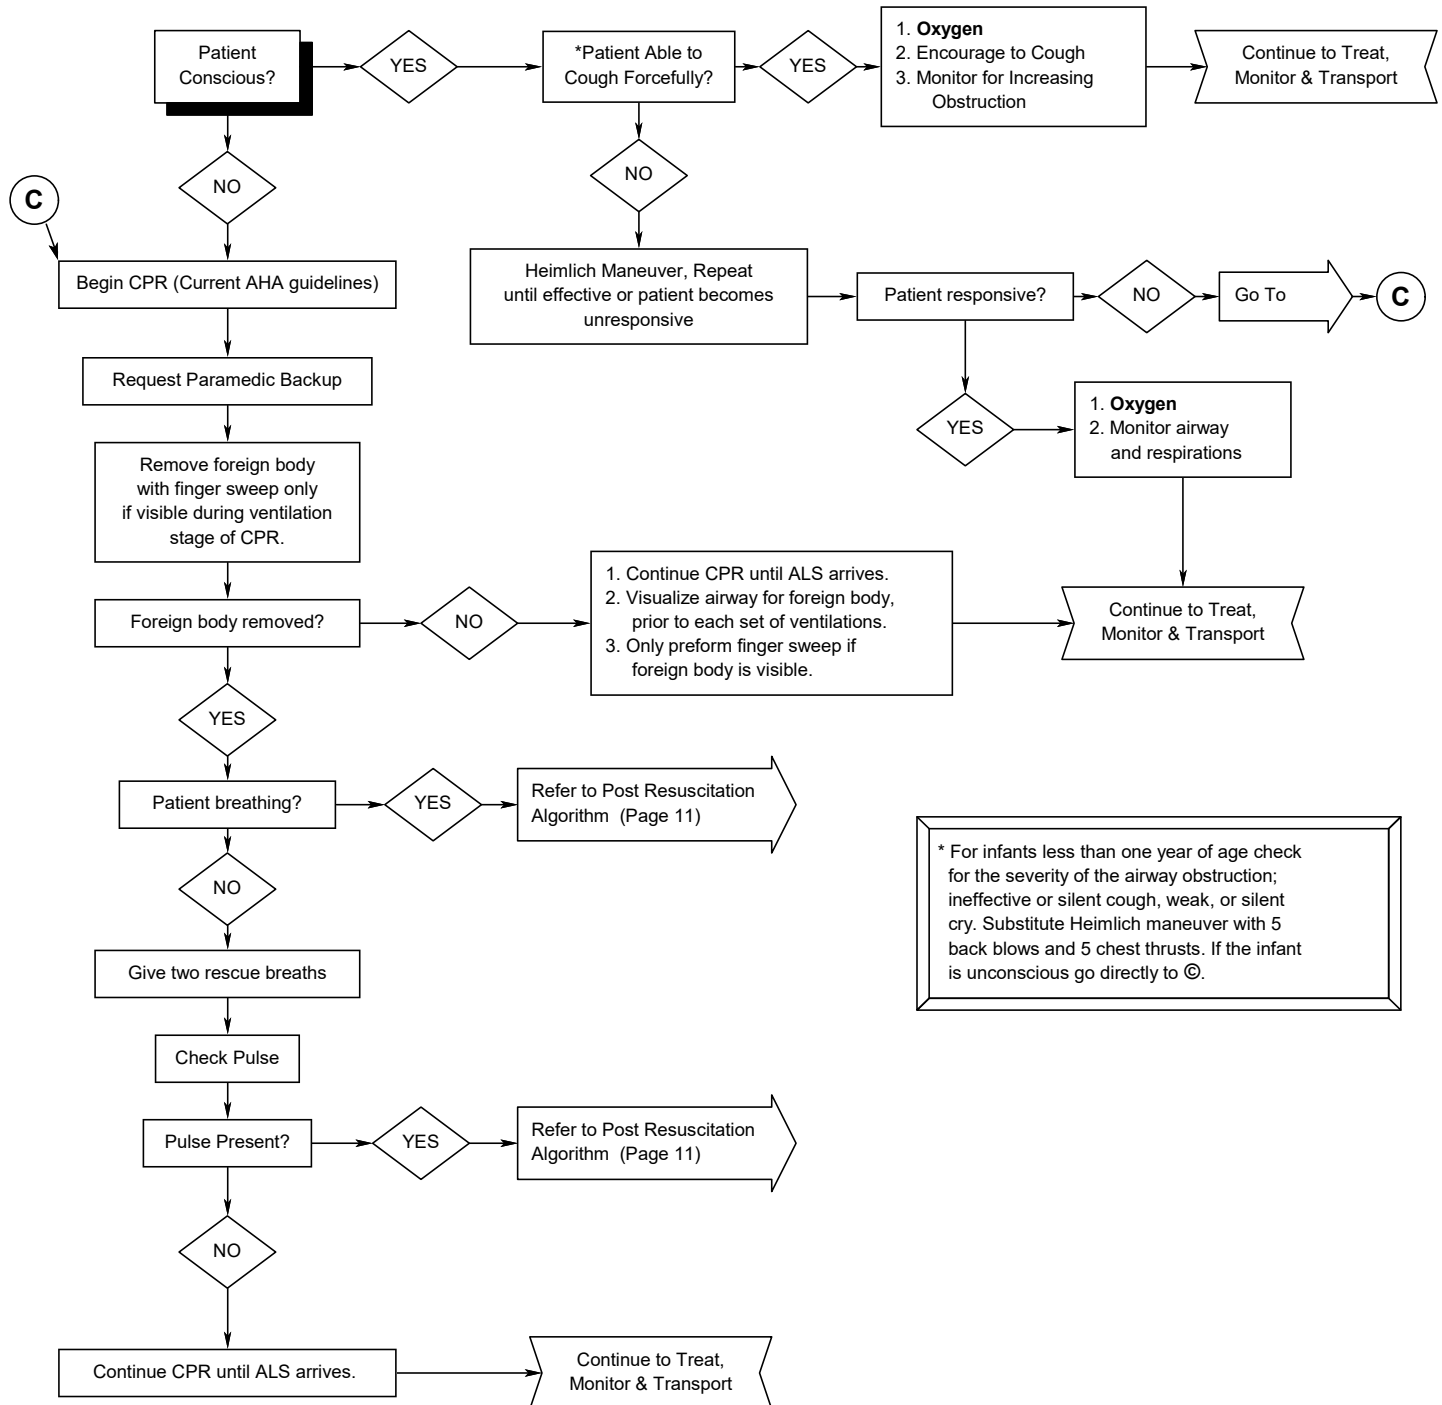 Patient
Conscious?
YES
*Patient Able to
Cough Forcefully?
YES
1. Oxygen
2. Encourage to Cough
3. Monitor for Increasing
Obstruction
Continue to Treat,
Monitor & Transport
NO
NO
C
Begin CPR (Current AHA guidelines)
Heimlich Maneuver, Repeat
until effective or patient becomes
unresponsive
Patient responsive?
NO
Go To
C
Request Paramedic Backup
YES
1. Oxygen
2. Monitor airway
and respirations
Remove foreign body
with finger sweep only
if visible during ventilation
stage of CPR.
Foreign body removed?
NO
1. Continue CPR until ALS arrives.
2. Visualize airway for foreign body,
prior to each set of ventilations.
3. Only preform finger sweep if
foreign body is visible.
Continue to Treat,
Monitor & Transport
YES
Patient breathing?
YES
Refer to Post Resuscitation
Algorithm (Page 11)
NO
* For infants less than one year of age check
for the severity of the airway obstruction;
ineffective or silent cough, weak, or silent
cry. Substitute Heimlich maneuver with 5
back blows and 5 chest thrusts. If the infant
is unconscious go directly to ©.
Give two rescue breaths
Check Pulse
Pulse Present?
YES
Refer to Post Resuscitation
Algorithm (Page 11)
NO
Continue CPR until ALS arrives.
Continue to Treat,
Monitor & Transport